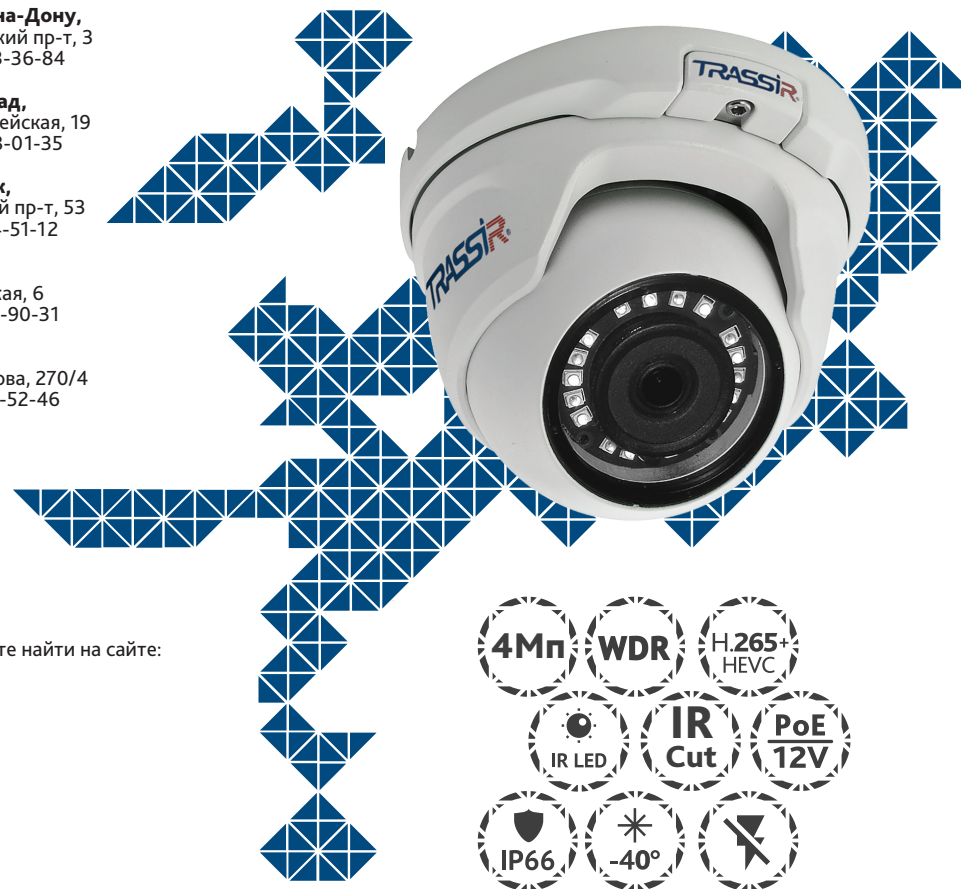 на-Дону,
кий пр-т, 3
3-36-84
ад,
ейская, 19
3-01-35
к,
й пр-т, 53
-51-12
кая, 6
-90-31
ова, 270/4
-52-46
те найти на сайте:
TRASSIR
TRASSIR
4Мп
WDR
H.265+
HEVC
IR LED
IR
Cut
PoE
12V
IP66
-40°